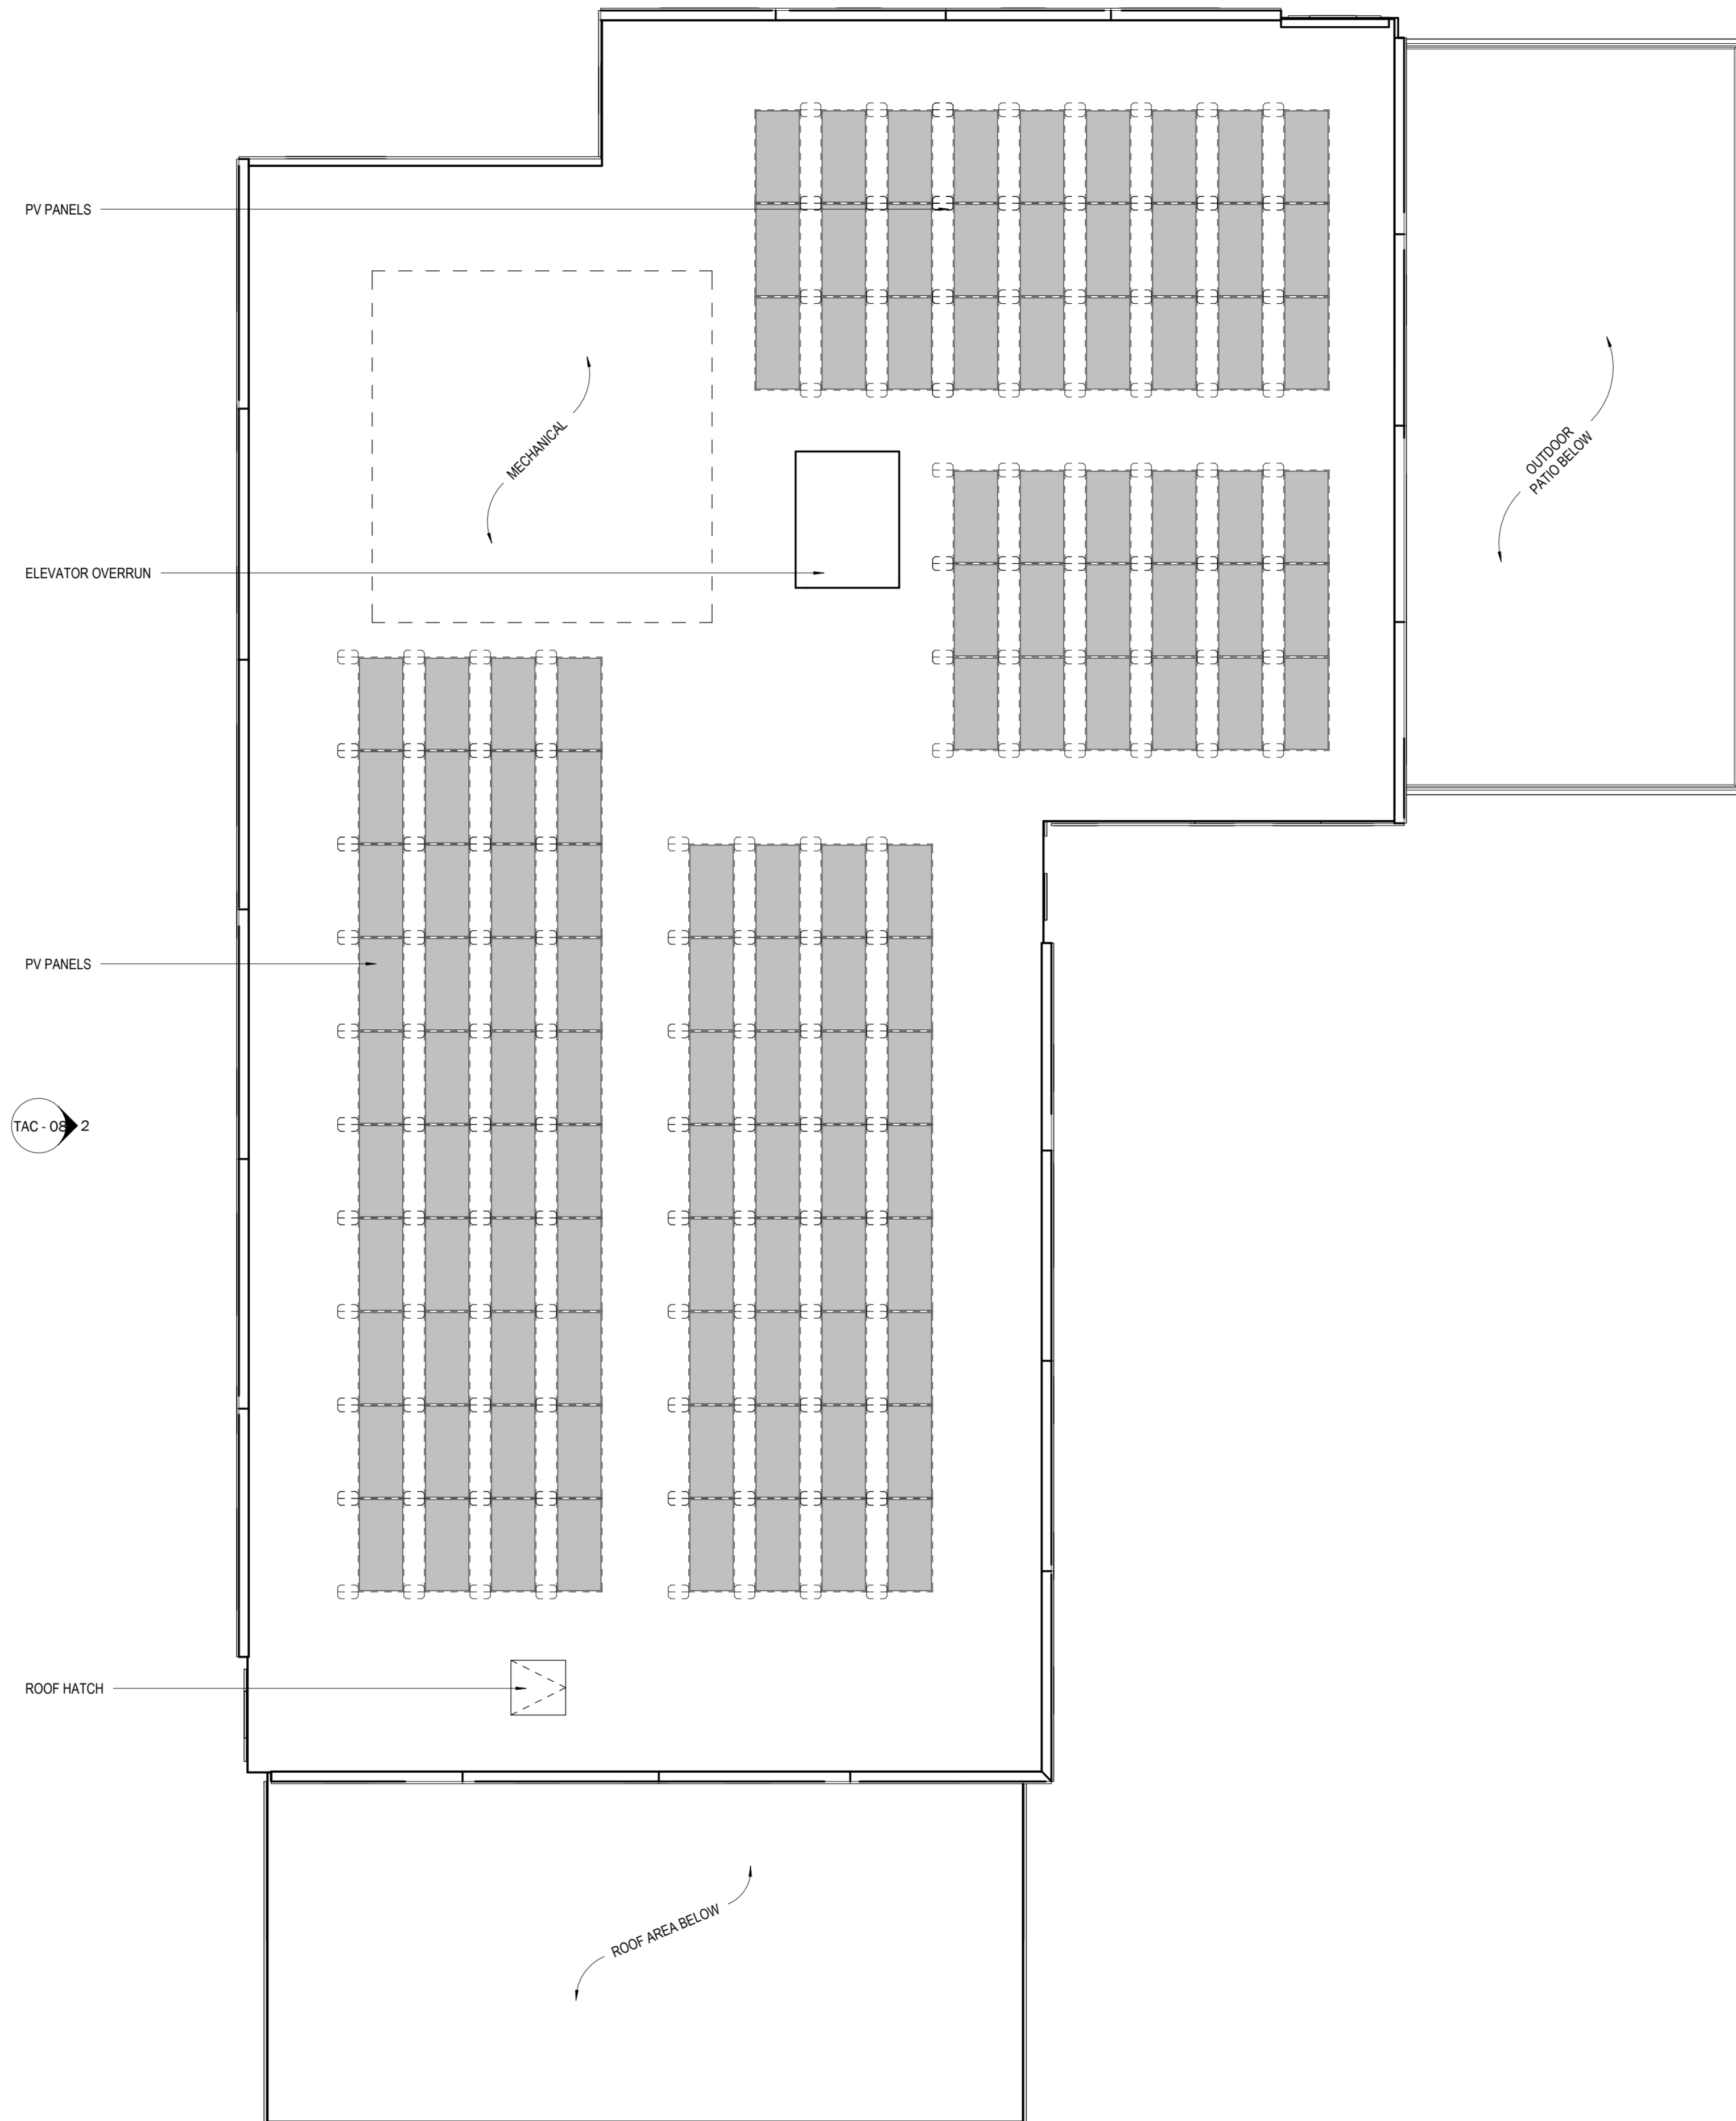 PV PANELS
MECHANICAL
OUTDOOR
PATIO BELOW
ELEVATOR OVERRUN
PV PANELS
TAC - 08 2
ROOF HATCH
ROOF AREA BELOW